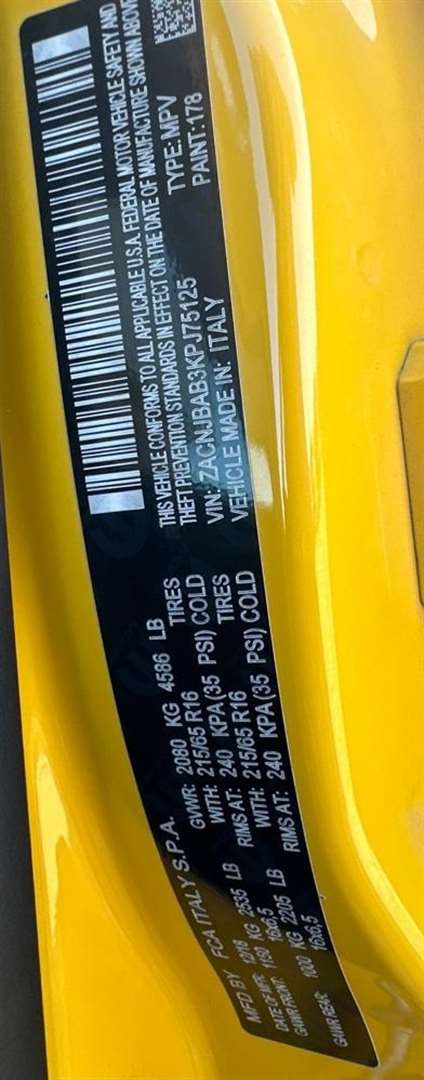 MFD BY FCA ITALY S.P.A.
DATE OF MFR: 10/18 GVWR: 2080 KG 4586 LB
GAWR FRONT: 1150 KG 2535 LB WITH: 215/65 R16 TIRES
16x6,5 RIMS AT: 240 KPA(35 PSI) COLD
GAWR REAR: 1000 KG 2205 LB WITH: 215/65 R16 TIRES
16x6,5 RIMS AT: 240 KPA(35 PSI) COLD
THIS VEHICLE CONFORMS TO ALL APPLICABLE U.S.A. FEDERAL MOTOR VEHICLE SAFETY AND
THEFT PREVENTION STANDARDS IN EFFECT ON THE DATE OF MANUFACTURE SHOWN ABOVE
VIN: ZACNJBAB3KPJ75125 TYPE: MPV
VEHICLE MADE IN: ITALY PAINT: 178